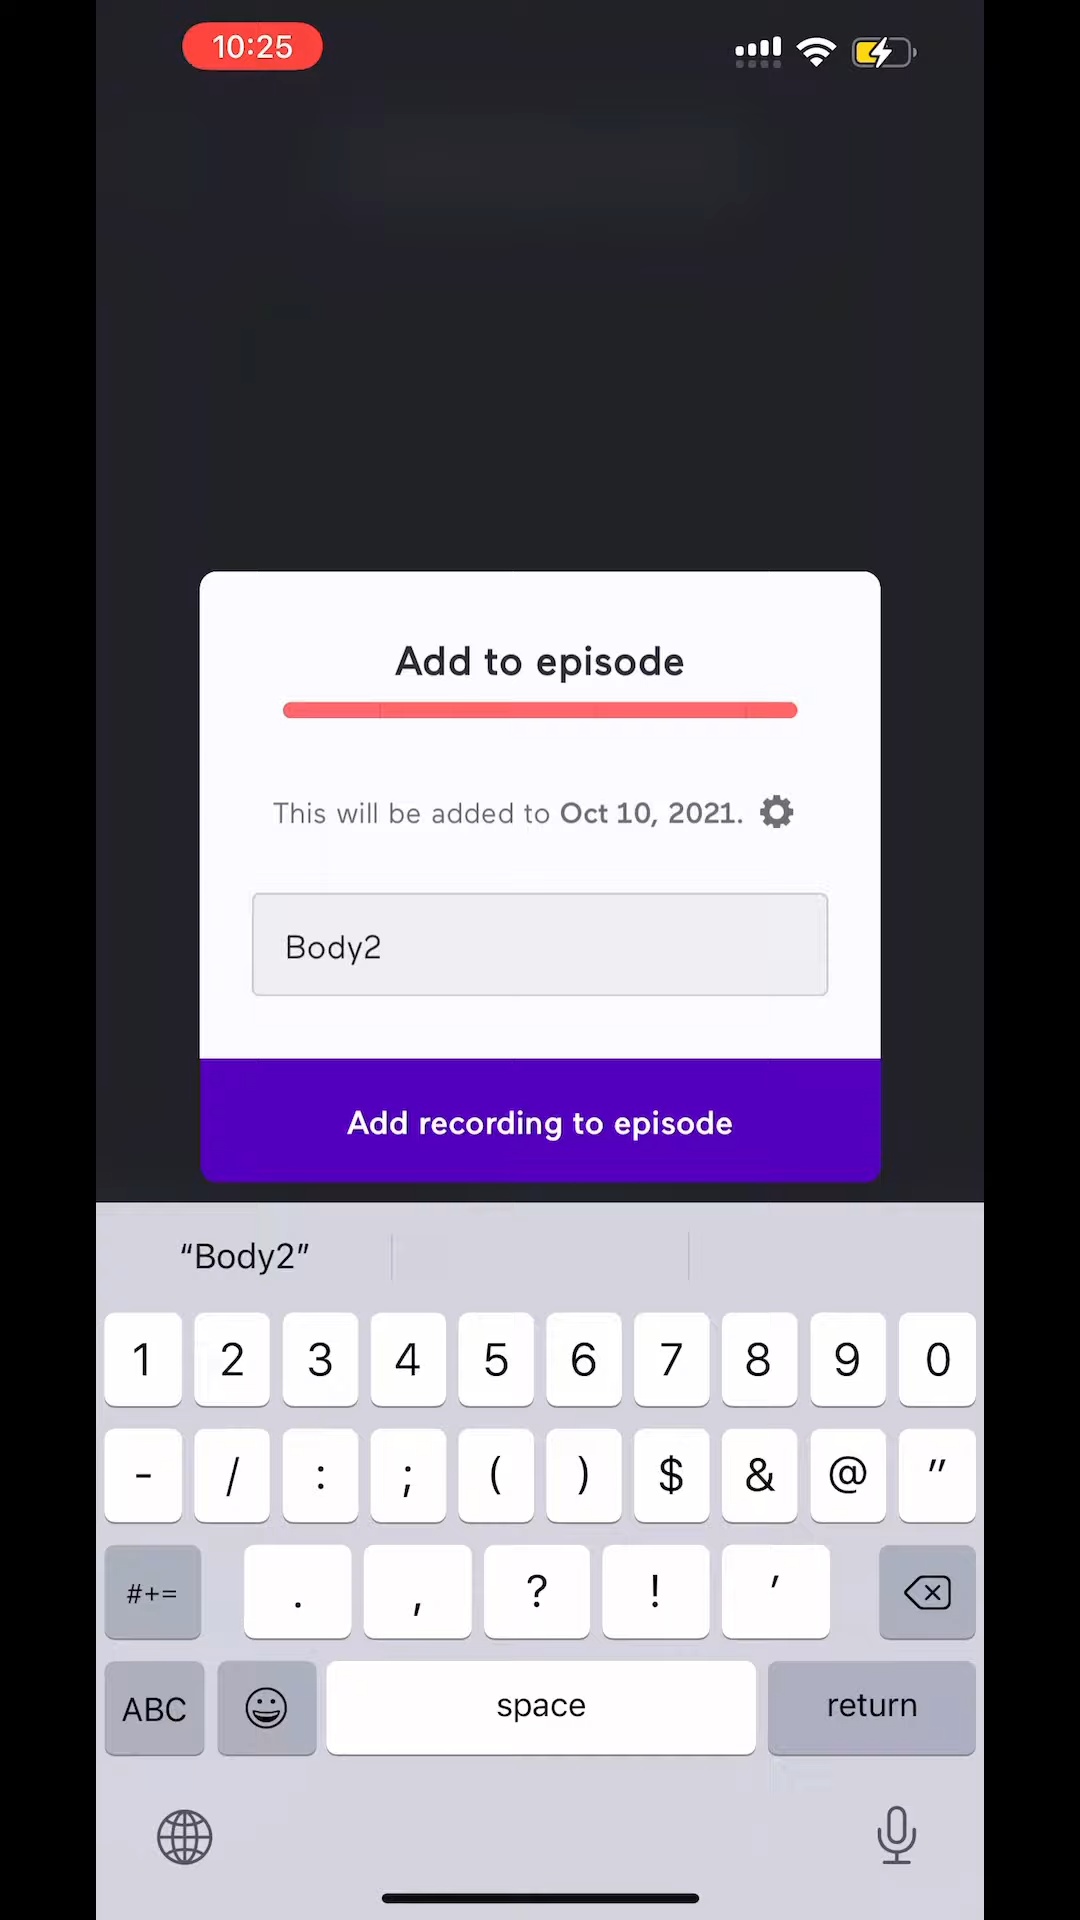 10:25
Add to episode
This will be added to Oct 10, 2021.
Body2
Add recording to episode
“Body2”
1 2 3 4 5 6 7 8 9 0
- / : ; ( ) $ & @ "
#+= . , ? ! '
ABC space return